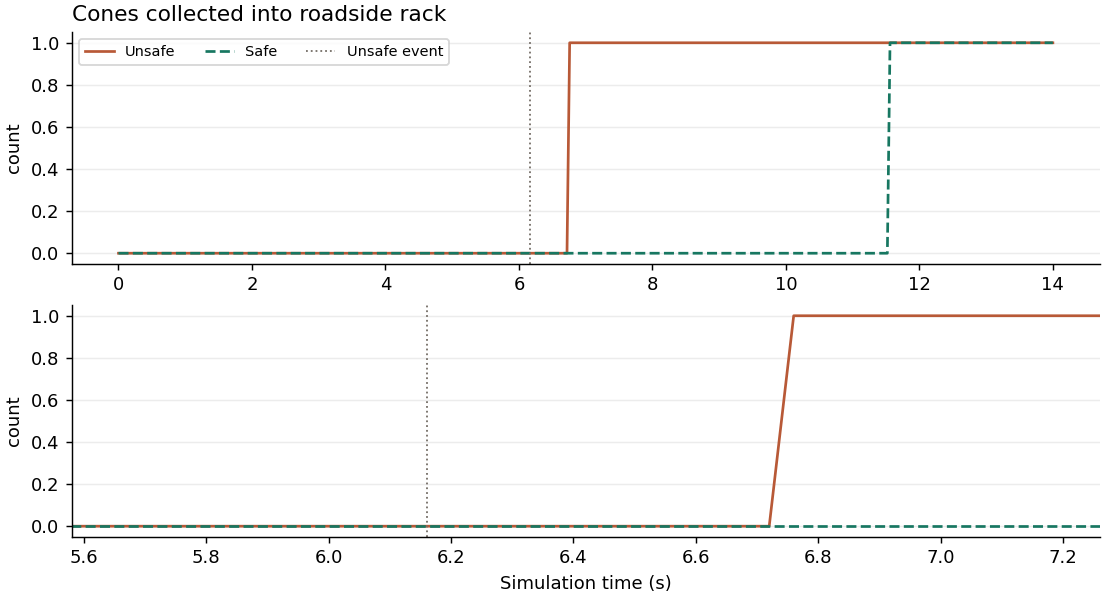 Cones collected into roadside rack
Unsafe Safe Unsafe event
1.0
0.8
0.6
0.4
0.2
0.0
count
0 2 4 6 8 10 12 14
1.0
0.8
0.6
0.4
0.2
0.0
count
5.6 5.8 6.0 6.2 6.4 6.6 6.8 7.0 7.2
Simulation time (s)